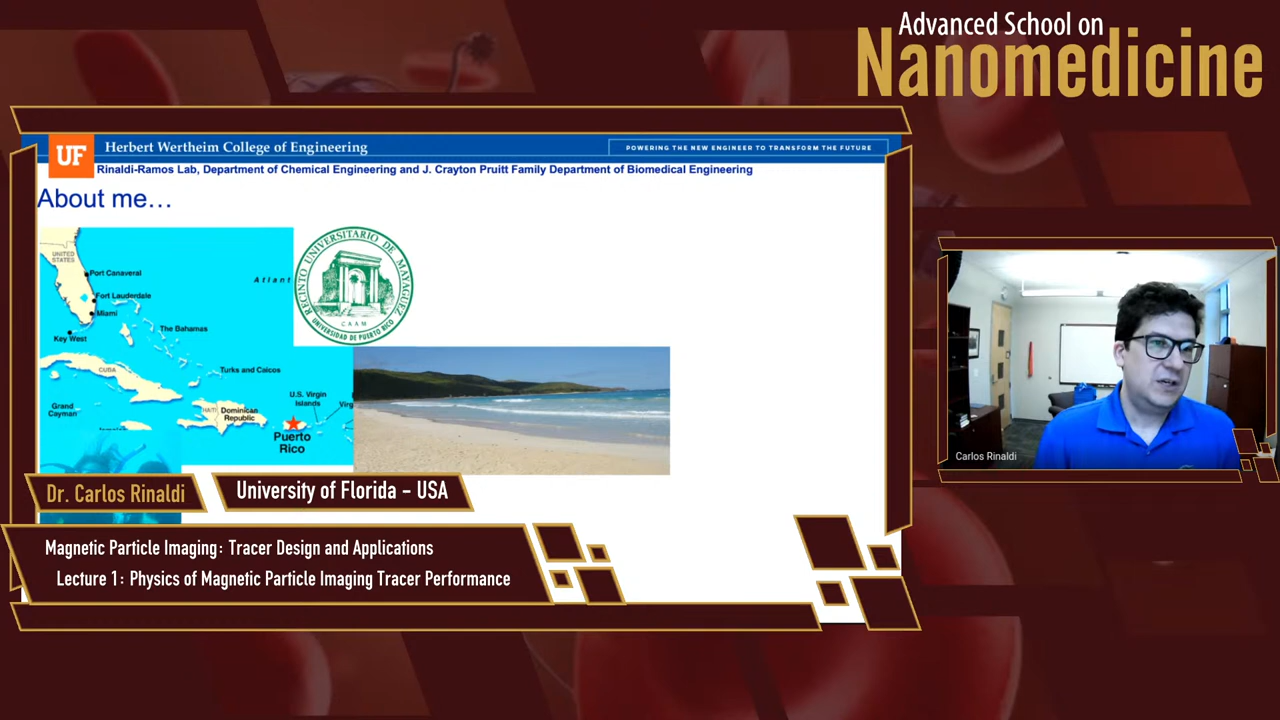 Advanced School on
Nanomedicine
UF
Herbert Wertheim College of Engineering
POWERING THE NEW ENGINEER TO TRANSFORM THE FUTURE
Rinaldi-Ramos Lab, Department of Chemical Engineering and J. Crayton Pruitt Family Department of Biomedical Engineering
About me…
UNITED
STATES
Port Canaveral
Atlant
Fort Lauderdale
Miami
Key West
The Bahamas
CUBA
Turks and Caicos
Grand
Cayman
HAITI
Dominican
Republic
U.S. Virgin
Islands
Puerto
Rico
RECINTO UNIVERSITARIO DE MAYAGÜEZ
CAAM
UNIVERSIDAD DE PUERTO RICO
Carlos Rinaldi
Dr. Carlos Rinaldi
University of Florida - USA
Magnetic Particle Imaging: Tracer Design and Applications
Lecture 1: Physics of Magnetic Particle Imaging Tracer Performance